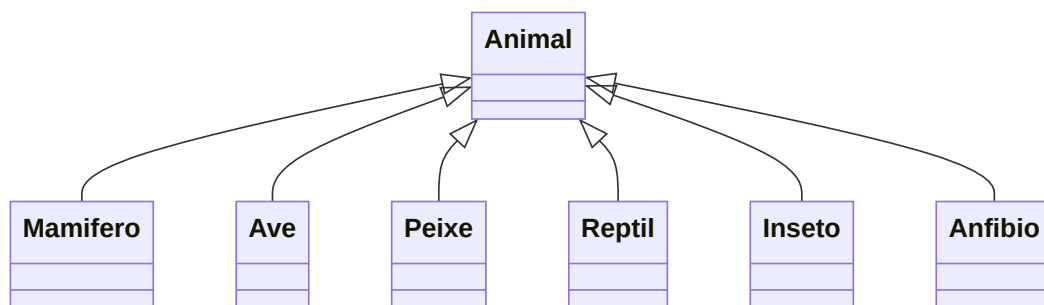 Animal
Mamifero
Ave
Peixe
Reptil
Inseto
Anfibio